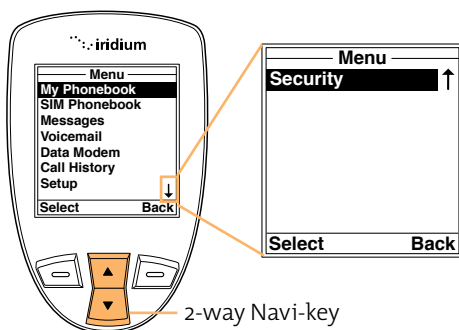 iridium
Menu
My Phonebook
SIM Phonebook
Messages
Voicemail
Data Modem
Call History
Setup ↓
Select Back
Menu
Security ↑
Select Back
2-way Navi-key